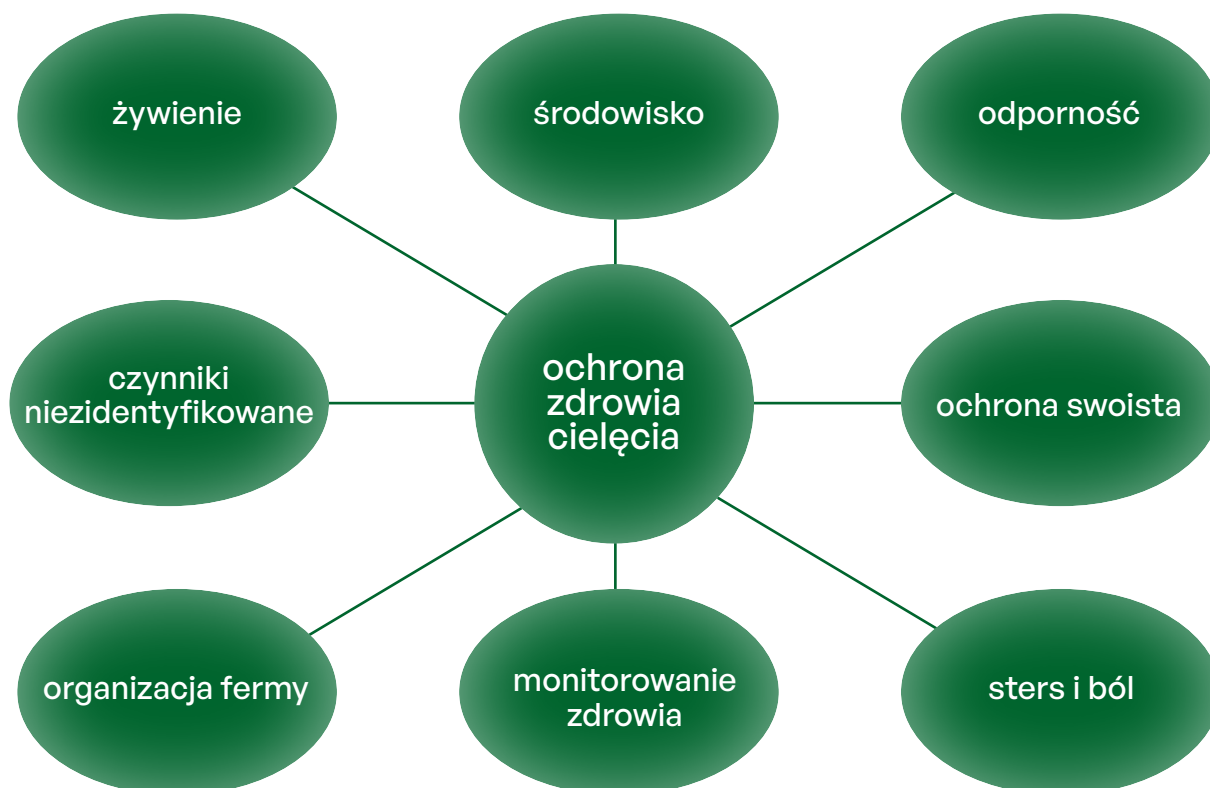 żywienie
środowisko
odporność
czynniki
niezidentyfikowane
ochrona
zdrowia
cielęcia
ochrona swoista
organizacja fermy
monitorowanie
zdrowia
sters i ból